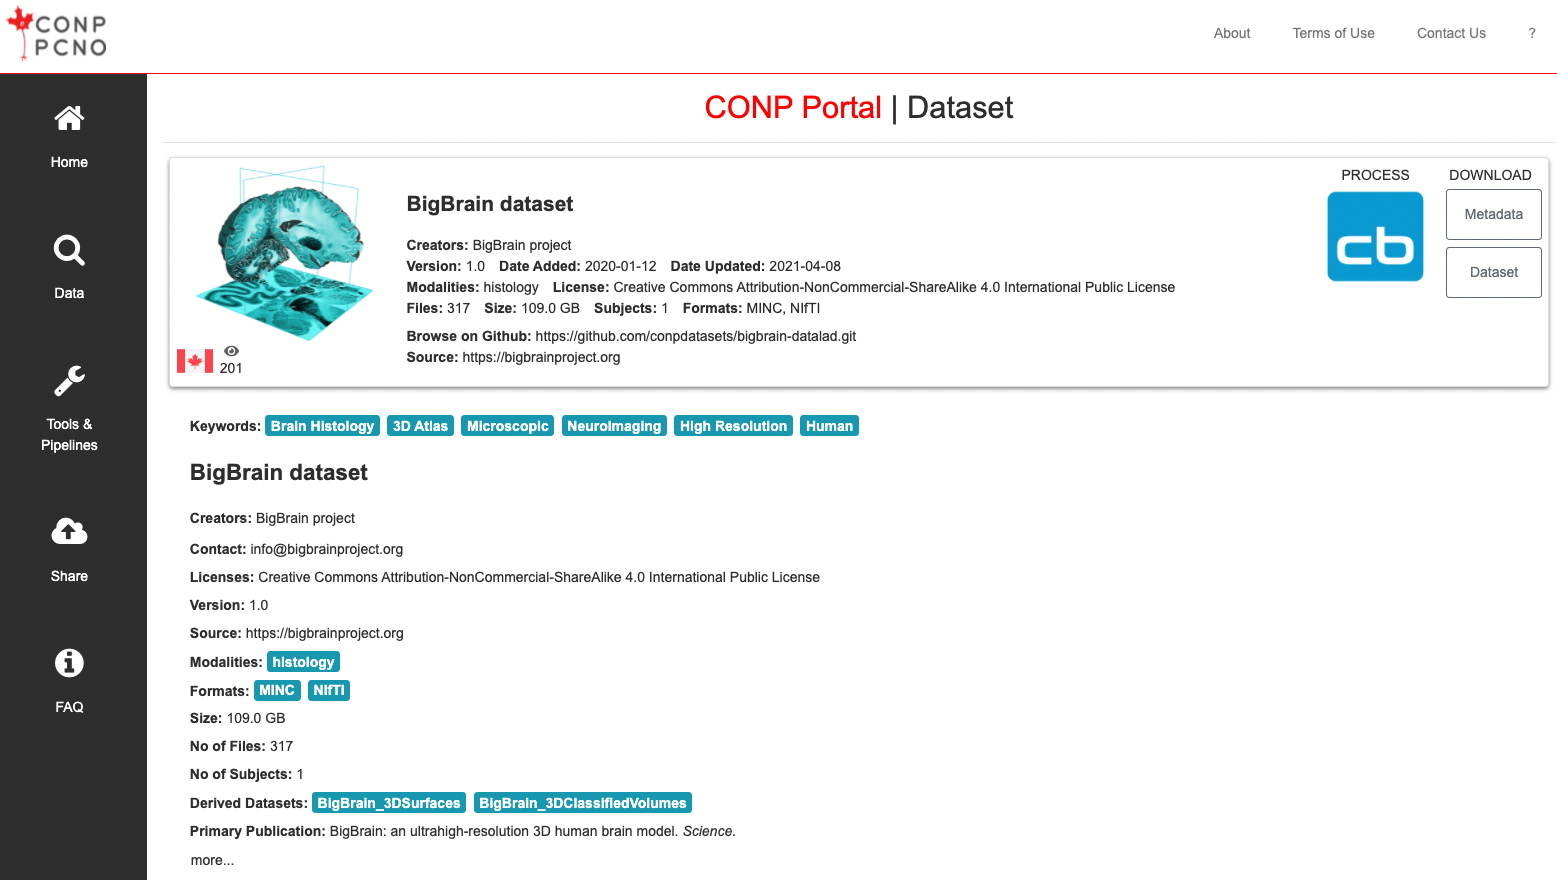 CONP
PCNO
About
Terms of Use
Contact Us
?
Home
Data
Tools &
Pipelines
Share
FAQ
CONP Portal | Dataset
201
BigBrain dataset
Creators: BigBrain project
Version: 1.0 Date Added: 2020-01-12 Date Updated: 2021-04-08
Modalities: histology License: Creative Commons Attribution-NonCommercial-ShareAlike 4.0 International Public License
Files: 317 Size: 109.0 GB Subjects: 1 Formats: MINC, NIfTI
Browse on Github: https://github.com/conpdatasets/bigbrain-datalad.git
Source: https://bigbrainproject.org
PROCESS
cb
DOWNLOAD
Metadata
Dataset
Keywords: Brain Histology 3D Atlas Microscopic NeuroImaging High Resolution Human
BigBrain dataset
Creators: BigBrain project
Contact: info@bigbrainproject.org
Licenses: Creative Commons Attribution-NonCommercial-ShareAlike 4.0 International Public License
Version: 1.0
Source: https://bigbrainproject.org
Modalities: histology
Formats: MINC NIfTI
Size: 109.0 GB
No of Files: 317
No of Subjects: 1
Derived Datasets: BigBrain_3DSurfaces BigBrain_3DClassifiedVolumes
Primary Publication: BigBrain: an ultrahigh-resolution 3D human brain model. Science.
more...